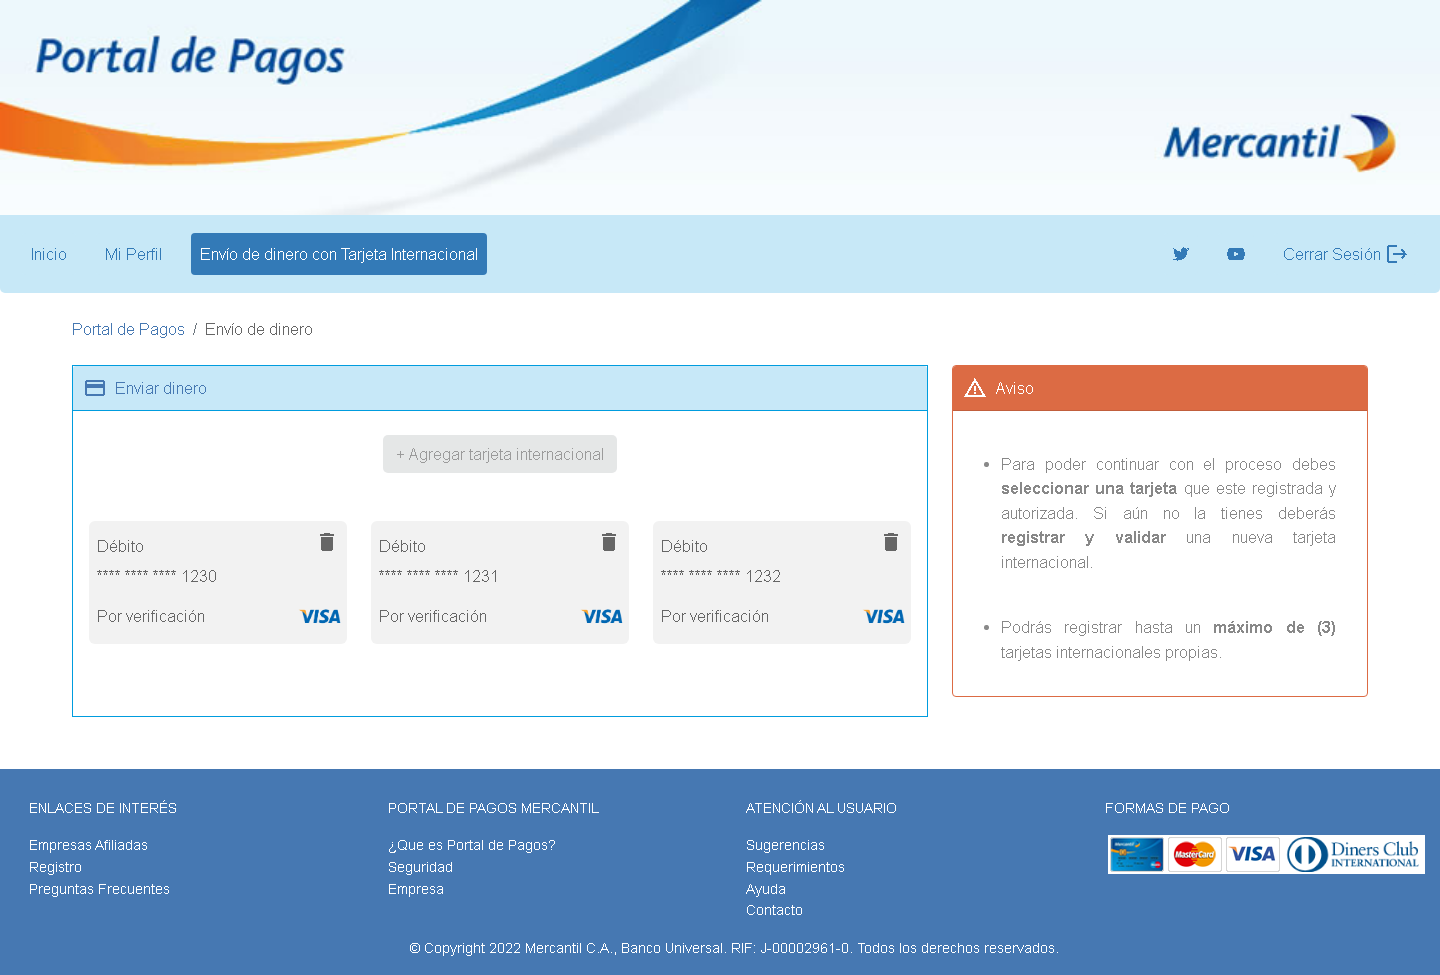 Portal de Pagos
Mercantil
Inicio
Mi Perfil
Envío de dinero con Tarjeta Internacional
Cerrar Sesión
Portal de Pagos / Envío de dinero
Enviar dinero
+ Agregar tarjeta internacional
Débito
**** **** **** 1230
Por verificación
VISA
Débito
**** **** **** 1231
Por verificación
VISA
Débito
**** **** **** 1232
Por verificación
VISA
Aviso
Para poder continuar con el proceso debes
seleccionar una tarjeta que este registrada y
autorizada. Si aún no la tienes deberás
registrar y validar una nueva tarjeta
internacional.
Podrás registrar hasta un máximo de (3)
tarjetas internacionales propias.
ENLACES DE INTERÉS
Empresas Afiliadas
Registro
Preguntas Frecuentes
PORTAL DE PAGOS MERCANTIL
¿Que es Portal de Pagos?
Seguridad
Empresa
ATENCIÓN AL USUARIO
Sugerencias
Requerimientos
Ayuda
Contacto
FORMAS DE PAGO
MasterCard
VISA
Diners Club
INTERNATIONAL
© Copyright 2022 Mercantil C.A., Banco Universal. RIF: J-00002961-0. Todos los derechos reservados.